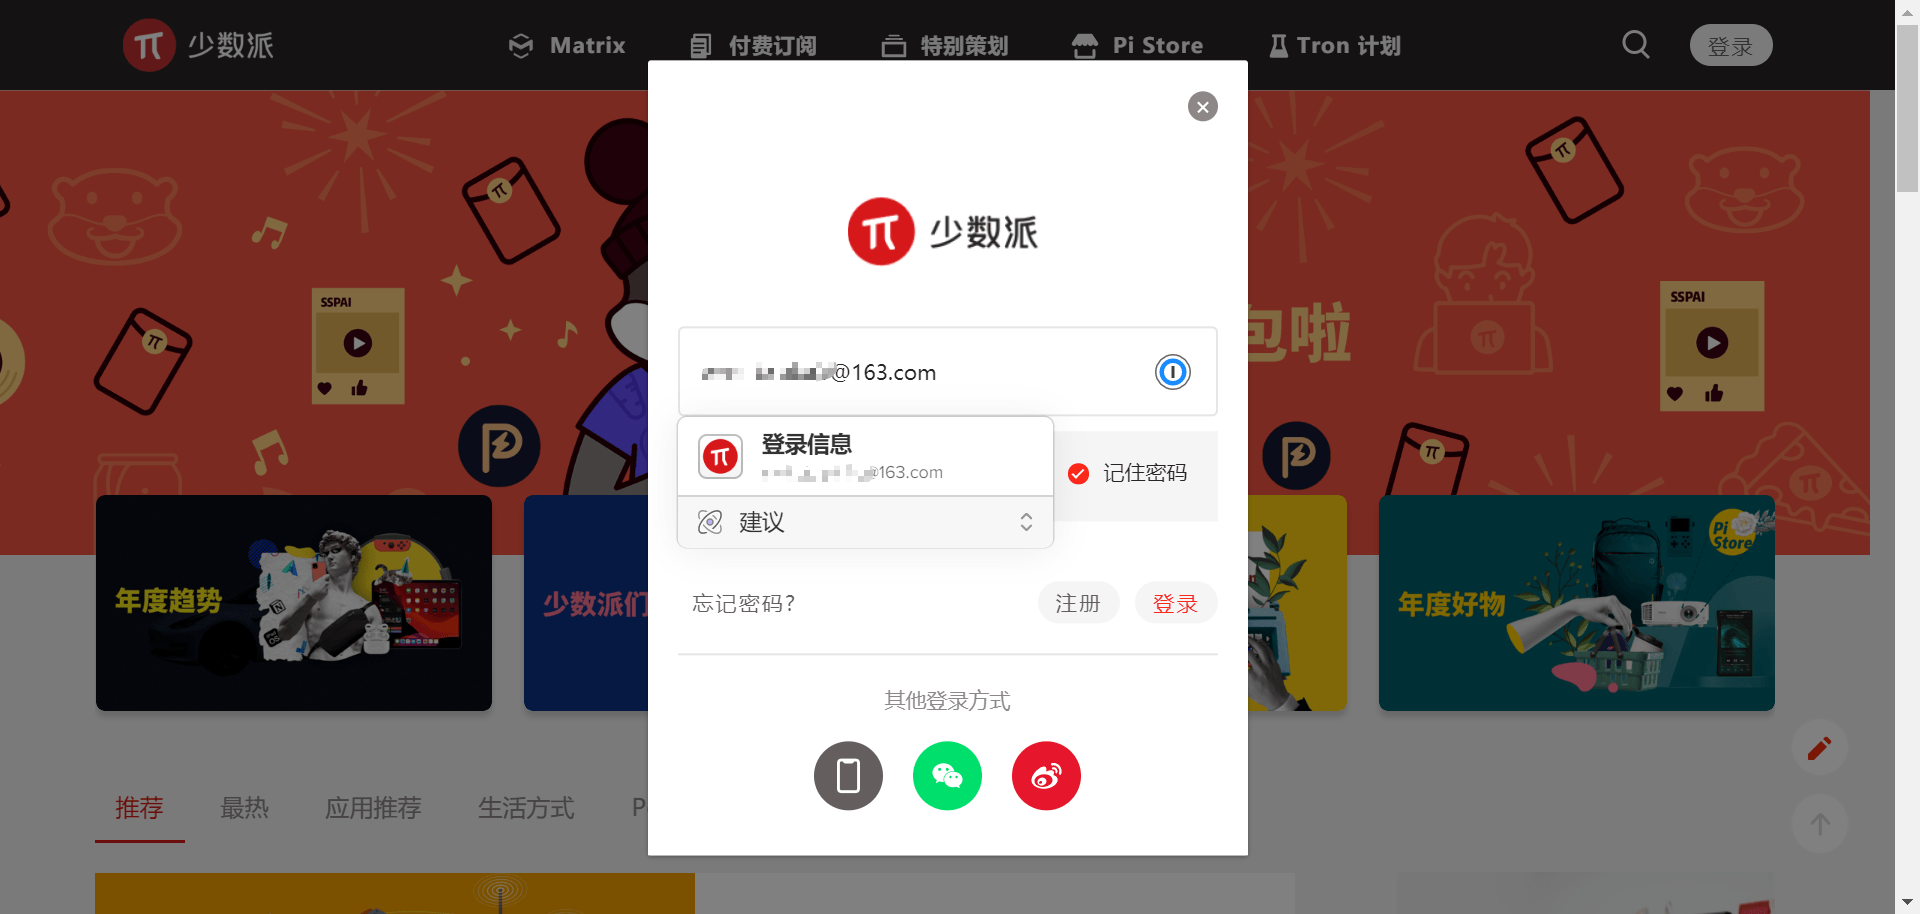 少数派
Matrix
付费订阅
特别策划
Pi Store
Tron 计划
登录
少数派
SSPAI
包啦
SSPAI
@163.com
登录信息
@163.com
记住密码
建议
忘记密码?
注册
登录
其他登录方式
年度趋势
少数派们
年度好物
Pi
Store
推荐
最热
应用推荐
生活方式
P